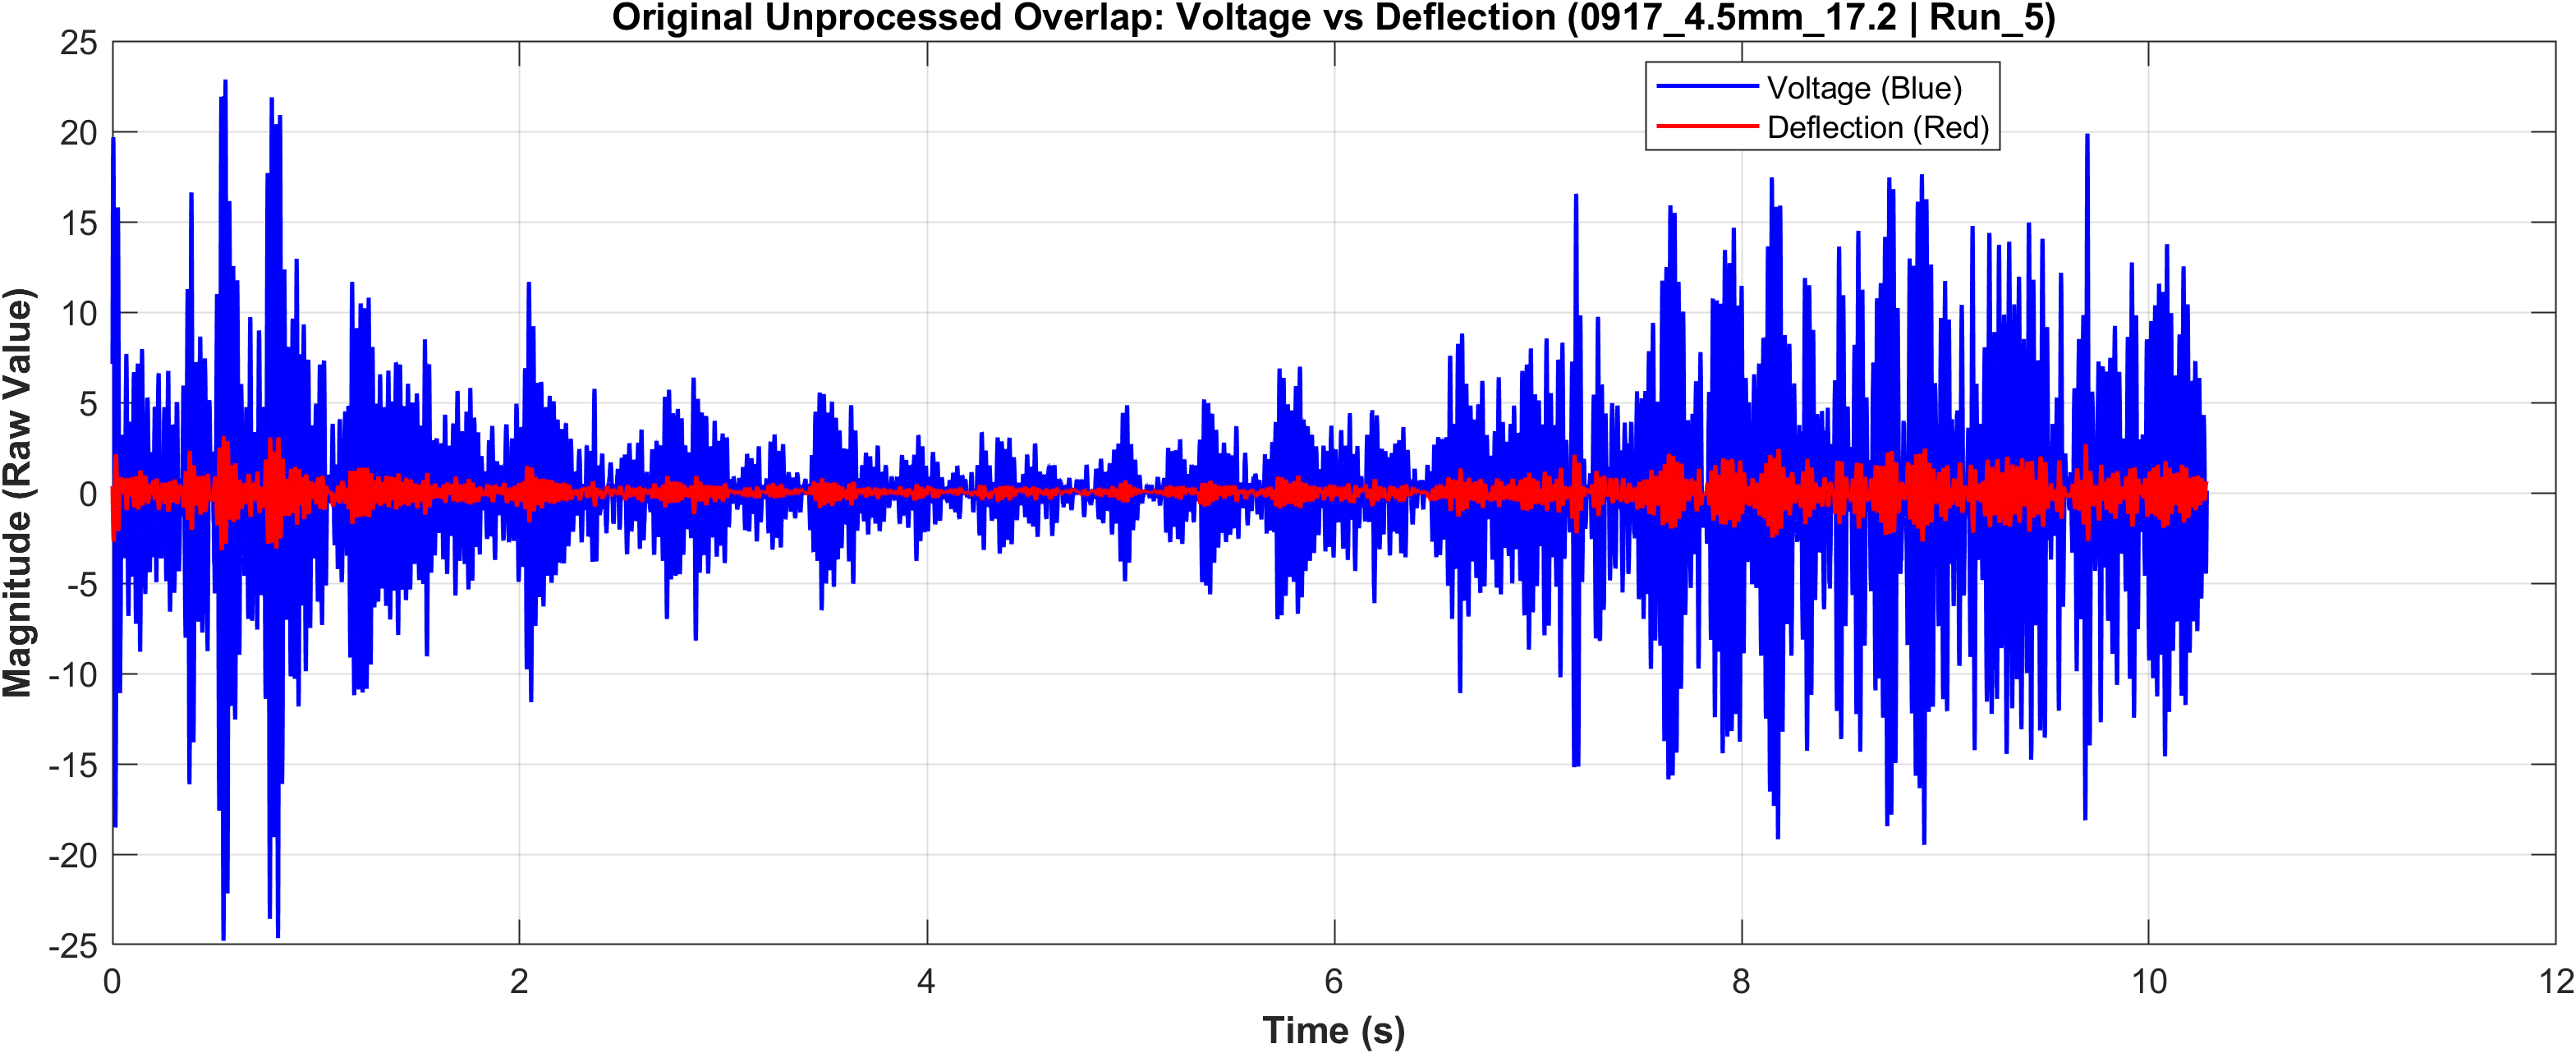 Original Unprocessed Overlap: Voltage vs Deflection (0917_4.5mm_17.2 | Run_5)
Voltage (Blue)
Deflection (Red)
Magnitude (Raw Value)
25
20
15
10
5
0
-5
-10
-15
-20
-25
0 2 4 6 8 10 12
Time (s)